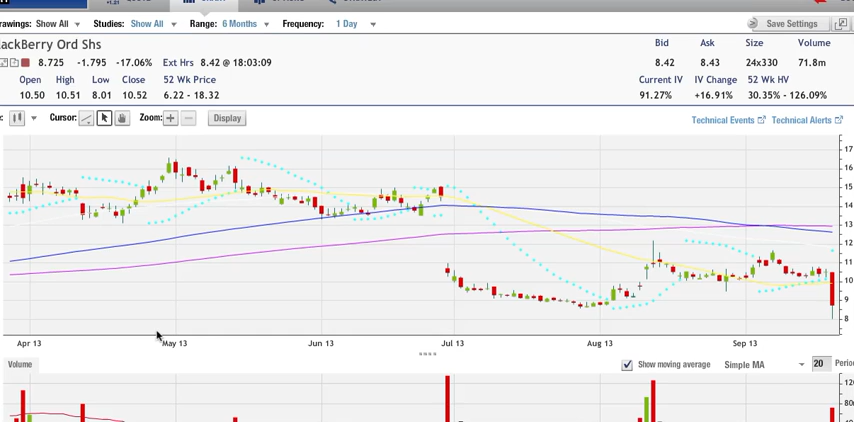 rawings: Show All Studies: Show All Range: 6 Months Frequency: 1 Day Save Settings
ackBerry Ord Shs
8.725 -1.795 -17.06% Ext Hrs 8.42 @ 18:03:09
Open High Low Close 52 Wk Price
10.50 10.51 8.01 10.52 6.22 - 18.32
Bid Ask Size Volume
8.42 8.43 24x330 71.8m
Current IV IV Change 52 Wk HV
91.27% +16.91% 30.35% - 126.09%
Cursor: Zoom: Display
Technical Events Technical Alerts
17
16
15
14
13
12
11
10
9
8
Apr 13 May 13 Jun 13 Jul 13 Aug 13 Sep 13
Volume
Show moving average Simple MA 20 Perio
120
80